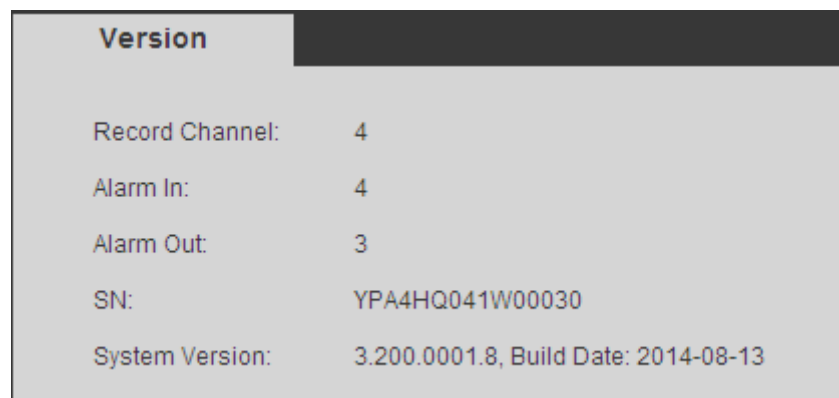 Version
Record Channel: 4
Alarm In: 4
Alarm Out: 3
SN: YPA4HQ041W00030
System Version: 3.200.0001.8, Build Date: 2014-08-13